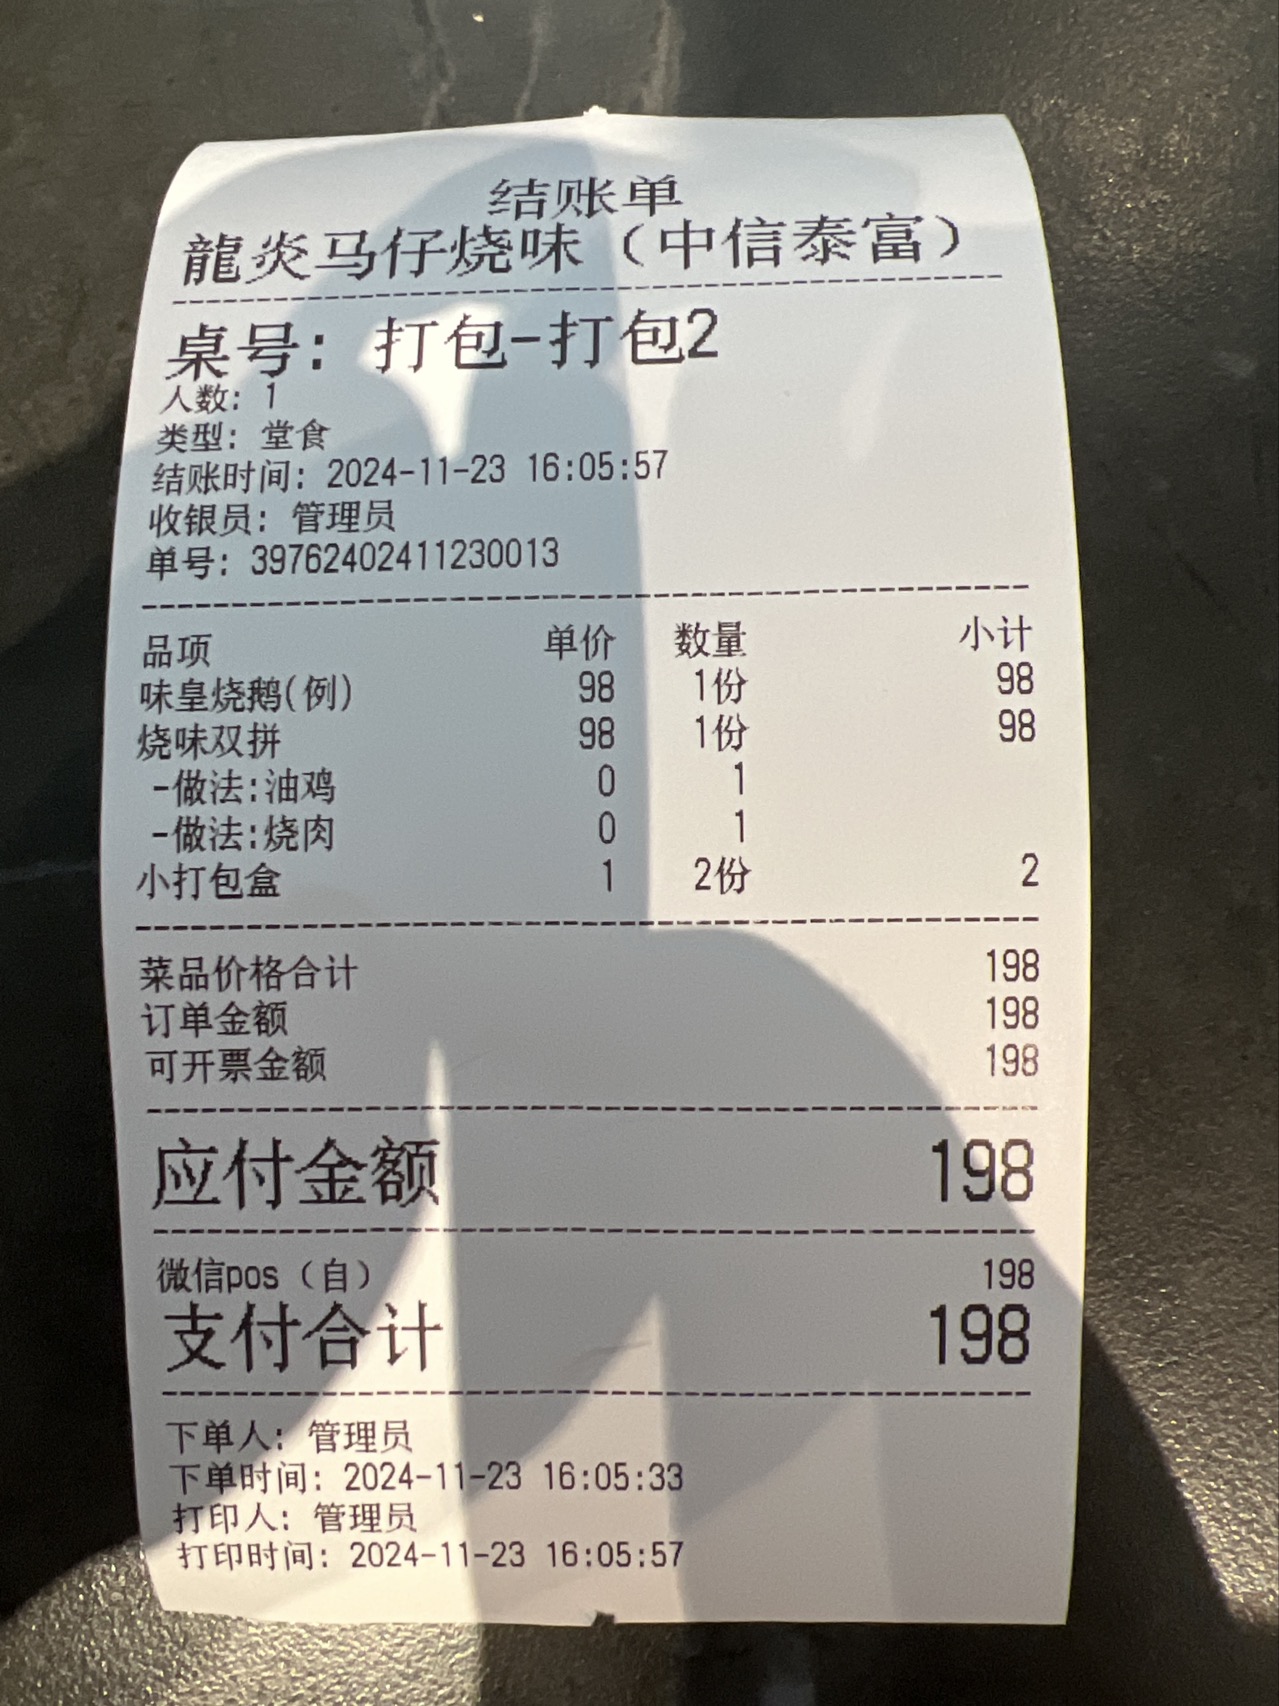 结账单
龍炎马仔烧味（中信泰富）
桌号：打包-打包2
人数：1
类型：堂食
结账时间：2024-11-23 16:05:57
收银员：管理员
单号：39762402411230013
品项 单价 数量 小计
味皇烧鹅(例) 98 1份 98
烧味双拼 98 1份 98
-做法:油鸡 0 1
-做法:烧肉 0 1
小打包盒 1 2份 2
菜品价格合计 198
订单金额 198
可开票金额 198
应付金额 198
微信pos（自） 198
支付合计 198
下单人：管理员
下单时间：2024-11-23 16:05:33
打印人：管理员
打印时间：2024-11-23 16:05:57